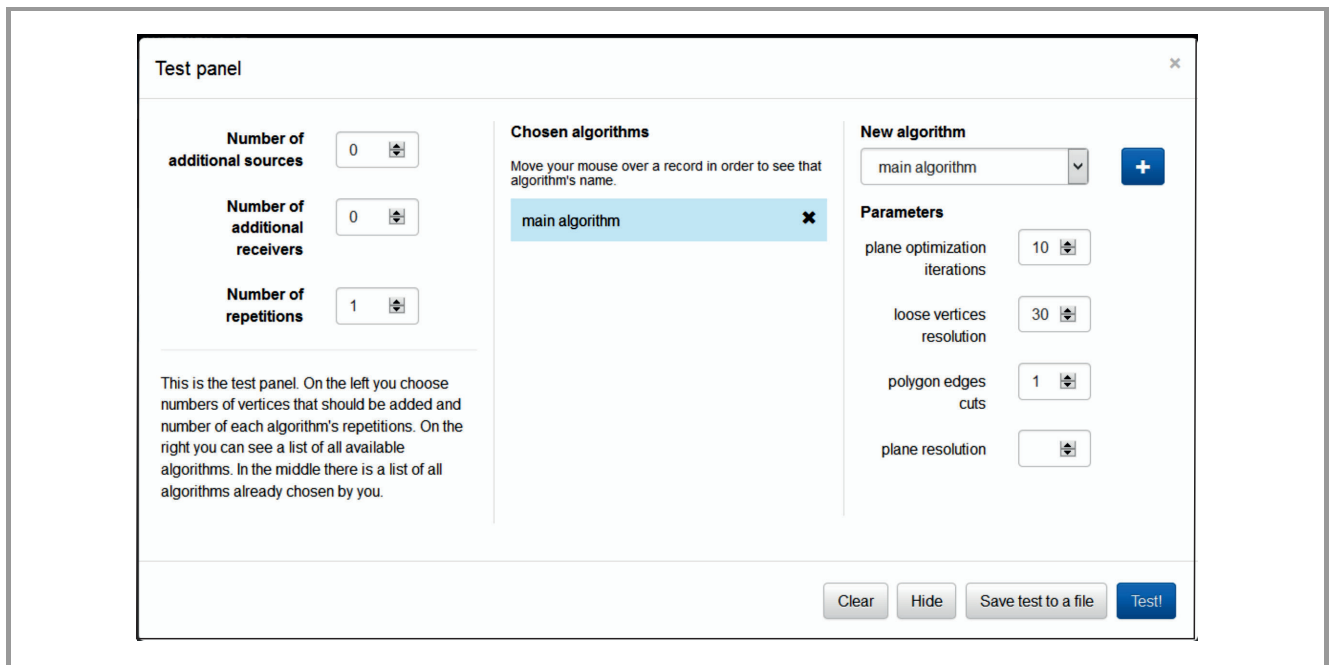 Test panel
×
Number of
additional sources
0
Number of
additional
receivers
0
Number of
repetitions
1
This is the test panel. On the left you choose
numbers of vertices that should be added and
number of each algorithm's repetitions. On the
right you can see a list of all available
algorithms. In the middle there is a list of all
algorithms already chosen by you.
Chosen algorithms
Move your mouse over a record in order to see that
algorithm's name.
main algorithm ✖
New algorithm
main algorithm
+
Parameters
plane optimization
iterations
10
loose vertices
resolution
30
polygon edges
cuts
1
plane resolution
Clear Hide Save test to a file Test!